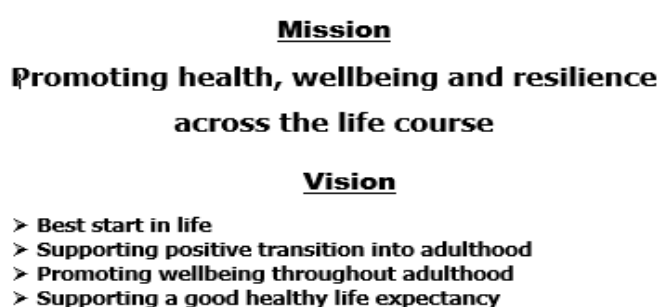 Mission
Promoting health, wellbeing and resilience
across the life course
Vision
➢ Best start in life
➢ Supporting positive transition into adulthood
➢ Promoting wellbeing throughout adulthood
➢ Supporting a good healthy life expectancy